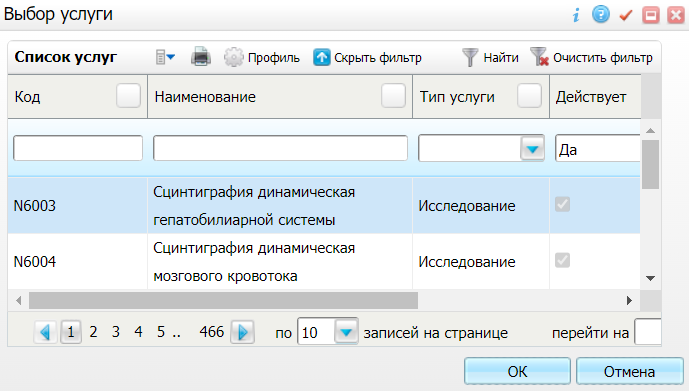 Выбор услуги
Список услуг Профиль Скрыть фильтр Найти Очистить фильтр
Код Наименование Тип услуги Действует
Да
N6003 Сцинтиграфия динамическая гепатобилиарной системы Исследование
N6004 Сцинтиграфия динамическая мозгового кровотока Исследование
1 2 3 4 5 .. 466 по 10 записей на странице перейти на
ОК Отмена